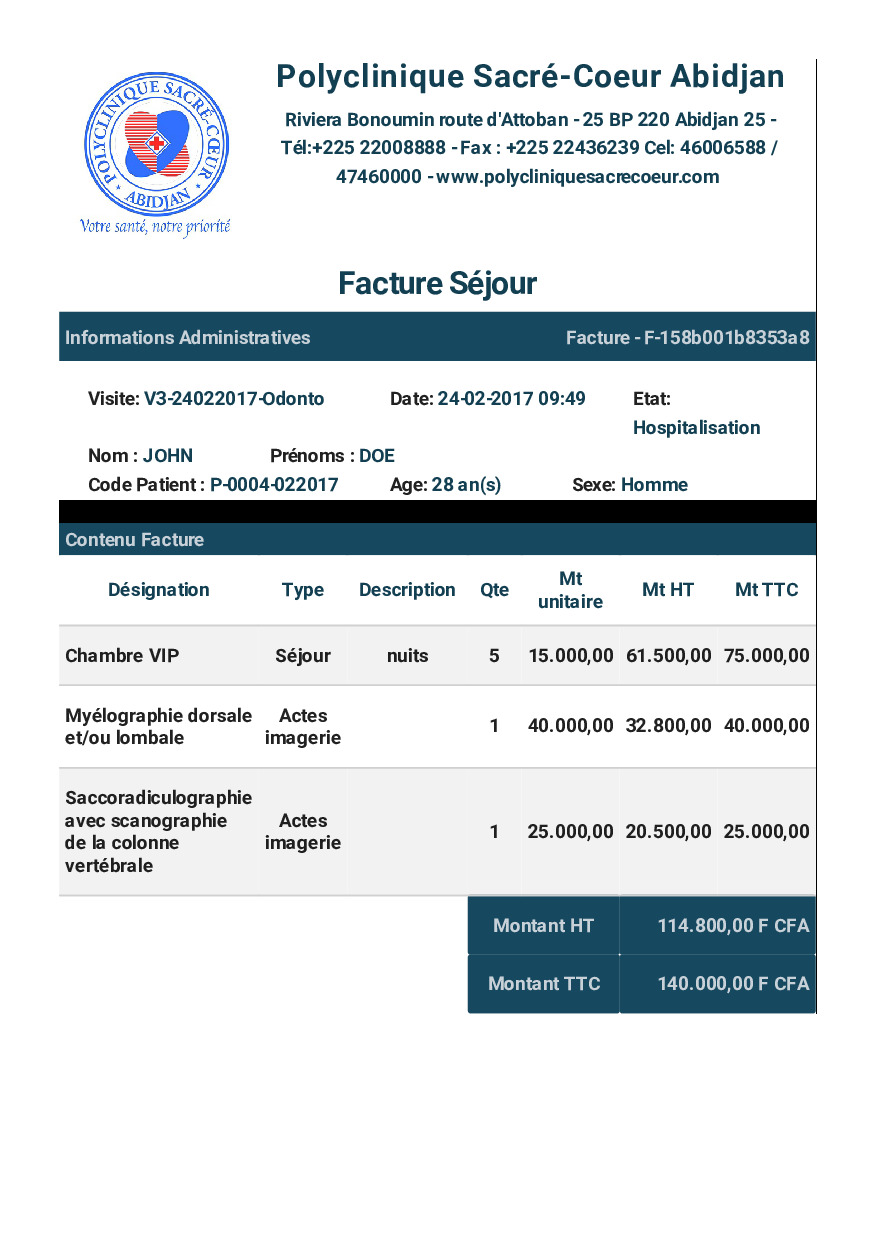 POLYCLINIQUE SACRÉ-CŒUR
ABIDJAN
Votre santé, notre priorité
Polyclinique Sacré-Coeur Abidjan
Riviera Bonoumin route d'Attoban - 25 BP 220 Abidjan 25 -
Tél:+225 22008888 - Fax : +225 22436239 Cel: 46006588 /
47460000 - www.polycliniquesacrecoeur.com
Facture Séjour
Informations Administratives Facture - F-158b001b8353a8
Visite: V3-24022017-Odonto Date: 24-02-2017 09:49 Etat:
Hospitalisation
Nom : JOHN Prénoms : DOE
Code Patient : P-0004-022017 Age: 28 an(s) Sexe: Homme
Contenu Facture
Désignation Type Description Qte Mt unitaire Mt HT Mt TTC
Chambre VIP Séjour nuits 5 15.000,00 61.500,00 75.000,00
Myélographie dorsale et/ou lombale Actes imagerie 1 40.000,00 32.800,00 40.000,00
Saccoradiculographie avec scanographie de la colonne vertébrale Actes imagerie 1 25.000,00 20.500,00 25.000,00
Montant HT 114.800,00 F CFA
Montant TTC 140.000,00 F CFA